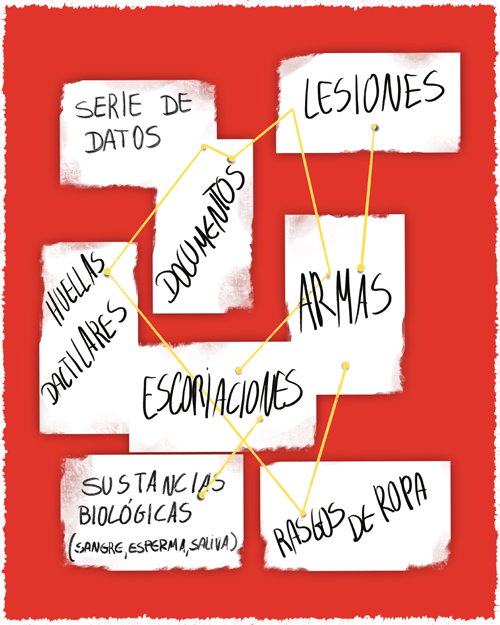 SERIE DE
DATOS
LESIONES
DOCUMENTOS
HUELLAS
DACTILARES
ARMAS
ESCORIACIONES
SUSTANCIAS
BIOLÓGICAS
(SANGRE, ESPERMA, SALIVA)
RASGOS DE ROPA